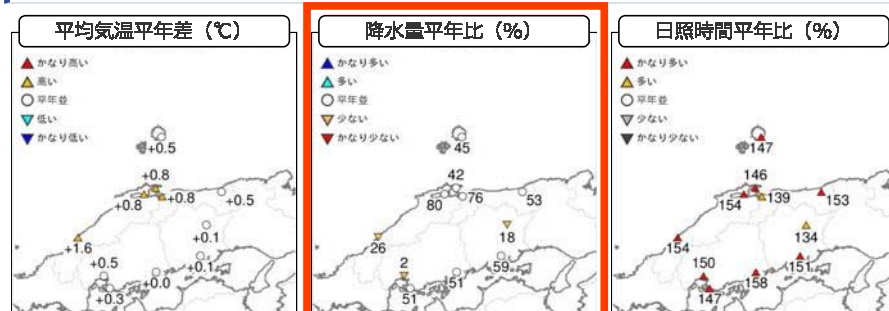 平均気温平年差（℃）
▲かなり高い
▲高い
○平年並
▽低い
▼かなり低い
+0.5
+0.8
+0.8
+0.8
+0.5
+1.6
+0.1
+0.5
+0.1
+0.0
+0.3
降水量平年比（%）
▲かなり多い
▲多い
○平年並
▽少ない
▼かなり少ない
45
42
80
76
53
26
18
2
59
51
51
日照時間平年比（%）
▲かなり多い
▲多い
○平年並
▽少ない
▼かなり少ない
147
146
154
139
153
154
134
150
151
158
147